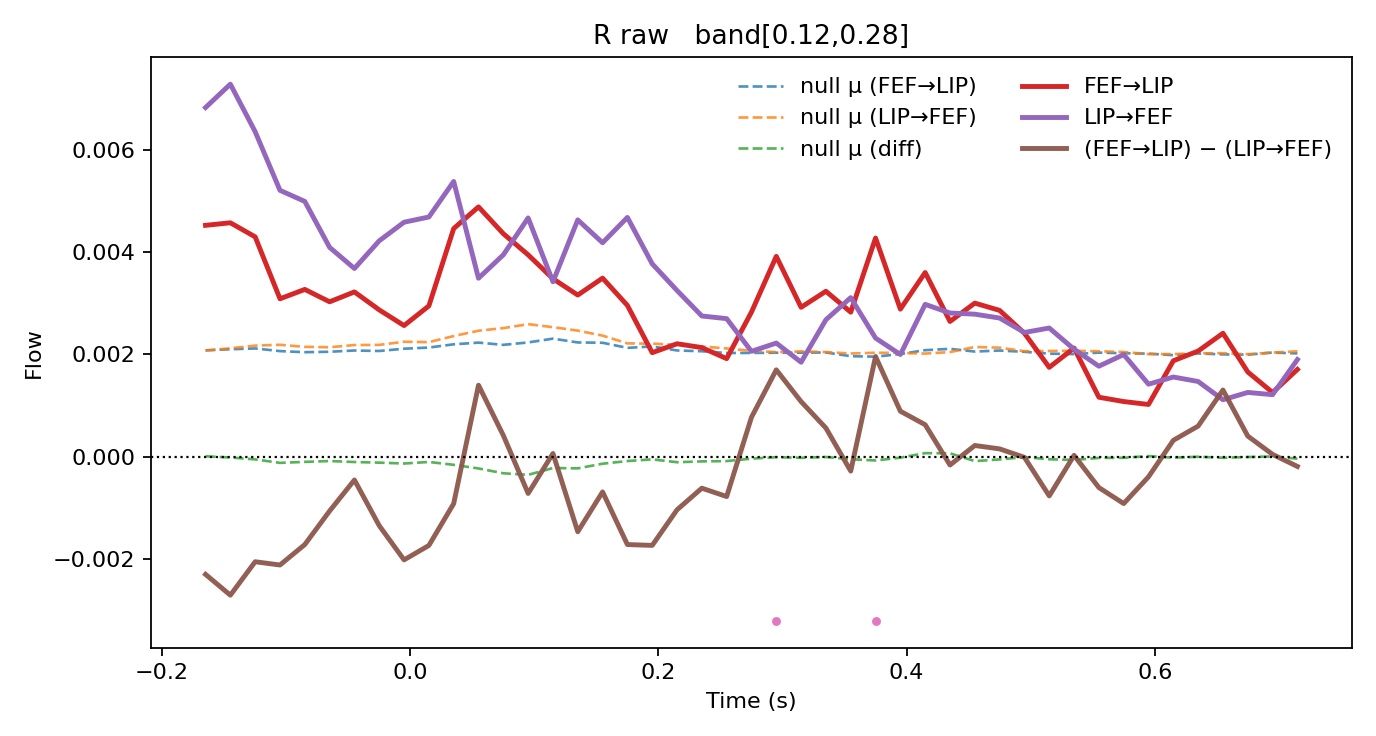 R raw   band[0.12,0.28]
null μ (FEF→LIP)
null μ (LIP→FEF)
null μ (diff)
FEF→LIP
LIP→FEF
(FEF→LIP) − (LIP→FEF)
Flow
0.006
0.004
0.002
0.000
−0.002
−0.2
0.0
0.2
0.4
0.6
Time (s)